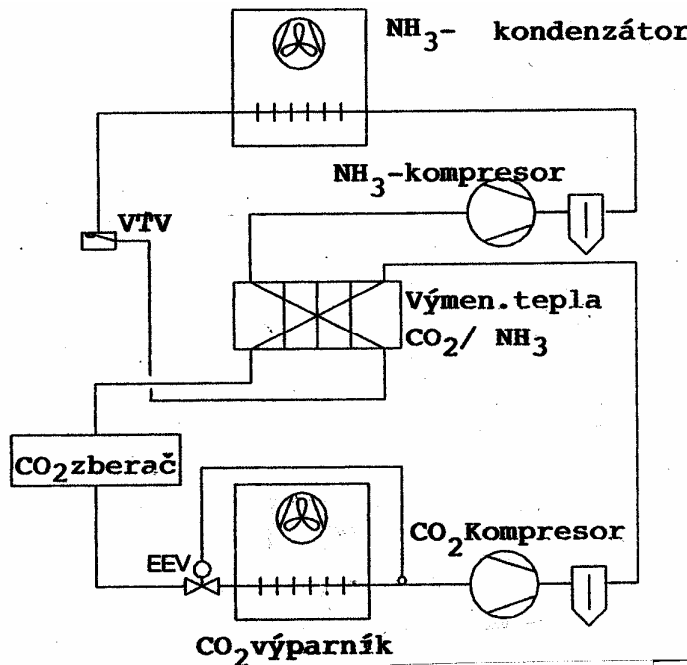 NH₃- kondenzátor
NH₃-kompresor
VTV
Výmen.tepla
CO₂/ NH₃
CO₂zberač
EEV
CO₂Kompresor
CO₂výparník